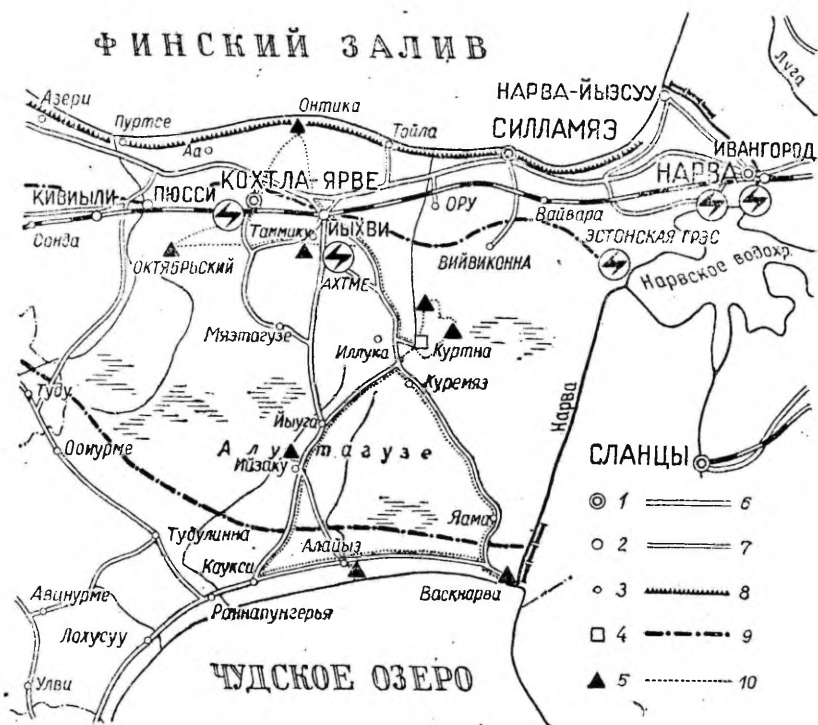 ФИНСКИЙ ЗАЛИВ
Луга
НАРВА-ЙЫЭСУУ
Азери
Пуртсе
Онтика
Аа
Тойла
СИЛЛАМЯЭ
ИВАНГОРОД
НАРВА
КОХТЛА-ЯРВЕ
КИВИЫЛИ
ПЮССИ
ОРУ
Вайвара
Сонда
Таммику
ЙЫХВИ
ОКТЯБРЬСКИЙ
АХТМЕ
ВИЙВИКОННА
ЭСТОНСКАЯ ГРЭС
Нарвское водохр.
Мяэтагузе
Иллука
Куртна
Куремяэ
Туду
Йыуга
Нарва
Оонурме
Алутагузе
Ийзаку
СЛАНЦЫ
Яама
Тудулинна
Алайыэ
Каукси
Васкнарва
Авинурме
Раннапунгерья
Лохусуу
Улви
ЧУДСКОЕ ОЗЕРО
1 6
2 7
3 8
4 9
5 10